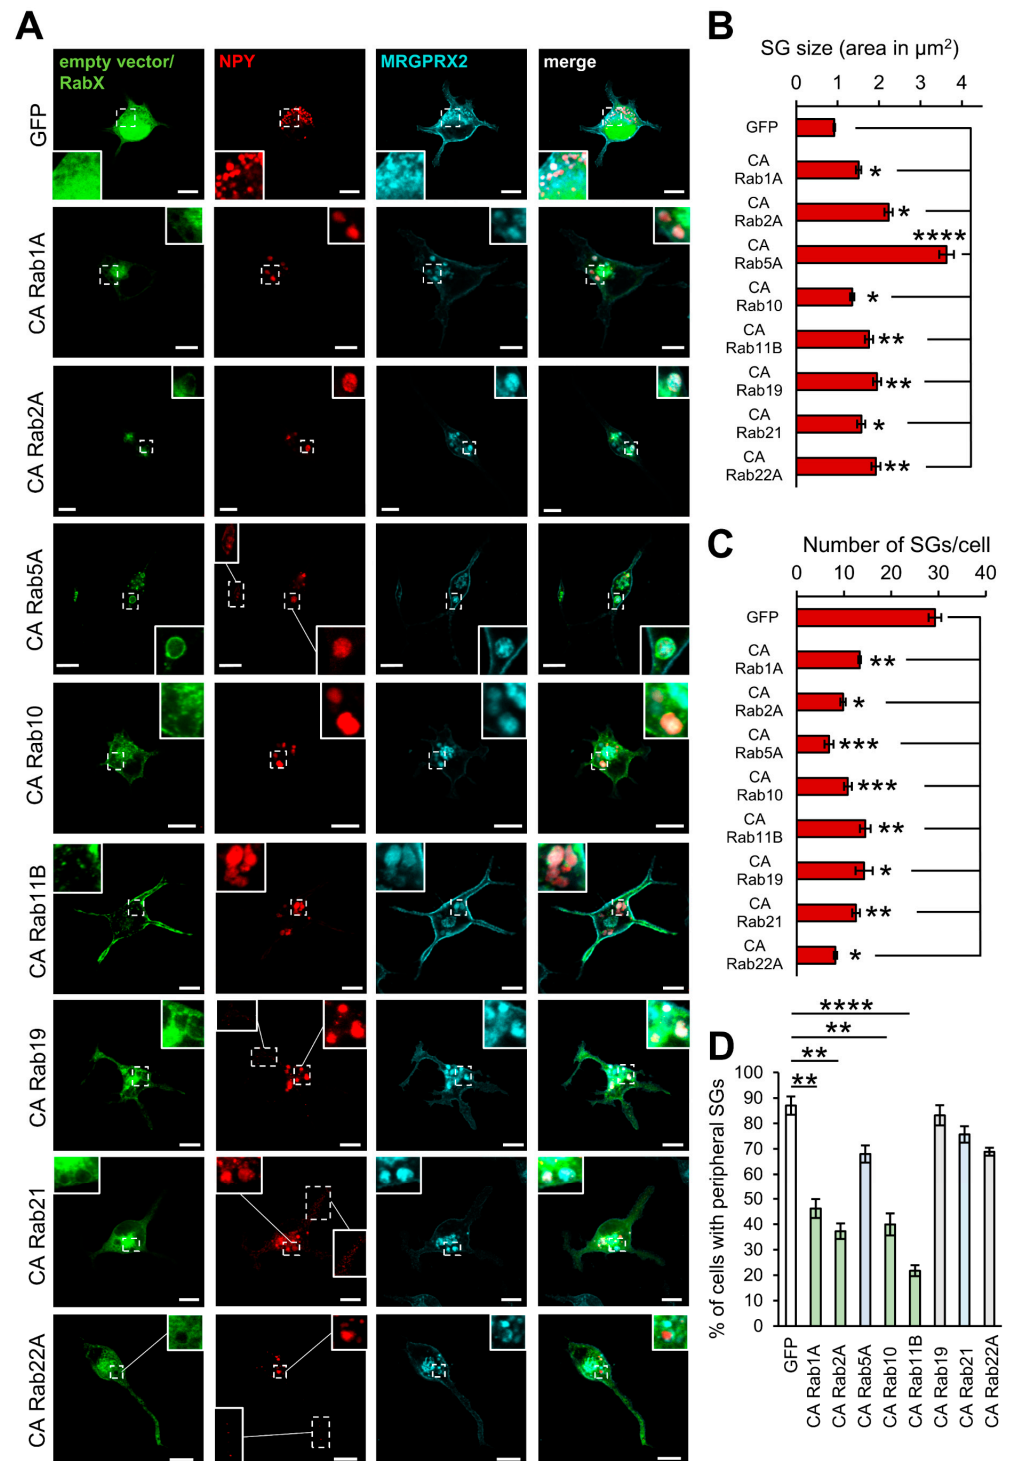 A
empty vector/
RabX
NPY
MRGPRX2
merge
GFP
CA Rab1A
CA Rab2A
CA Rab5A
CA Rab10
CA Rab11B
CA Rab19
CA Rab21
CA Rab22A
B
SG size (area in µm²)
0 1 2 3 4
GFP
CA
Rab1A
*
CA
Rab2A
*
CA
Rab5A
****
CA
Rab10
*
CA
Rab11B
**
CA
Rab19
**
CA
Rab21
*
CA
Rab22A
**
C
Number of SGs/cell
0 10 20 30 40
GFP
CA
Rab1A
**
CA
Rab2A
*
CA
Rab5A
***
CA
Rab10
***
CA
Rab11B
**
CA
Rab19
*
CA
Rab21
**
CA
Rab22A
*
D
% of cells with peripheral SGs
100
90
80
70
60
50
40
30
20
10
0
****
**
**
**
GFP
CA Rab1A
CA Rab2A
CA Rab5A
CA Rab10
CA Rab11B
CA Rab19
CA Rab21
CA Rab22A